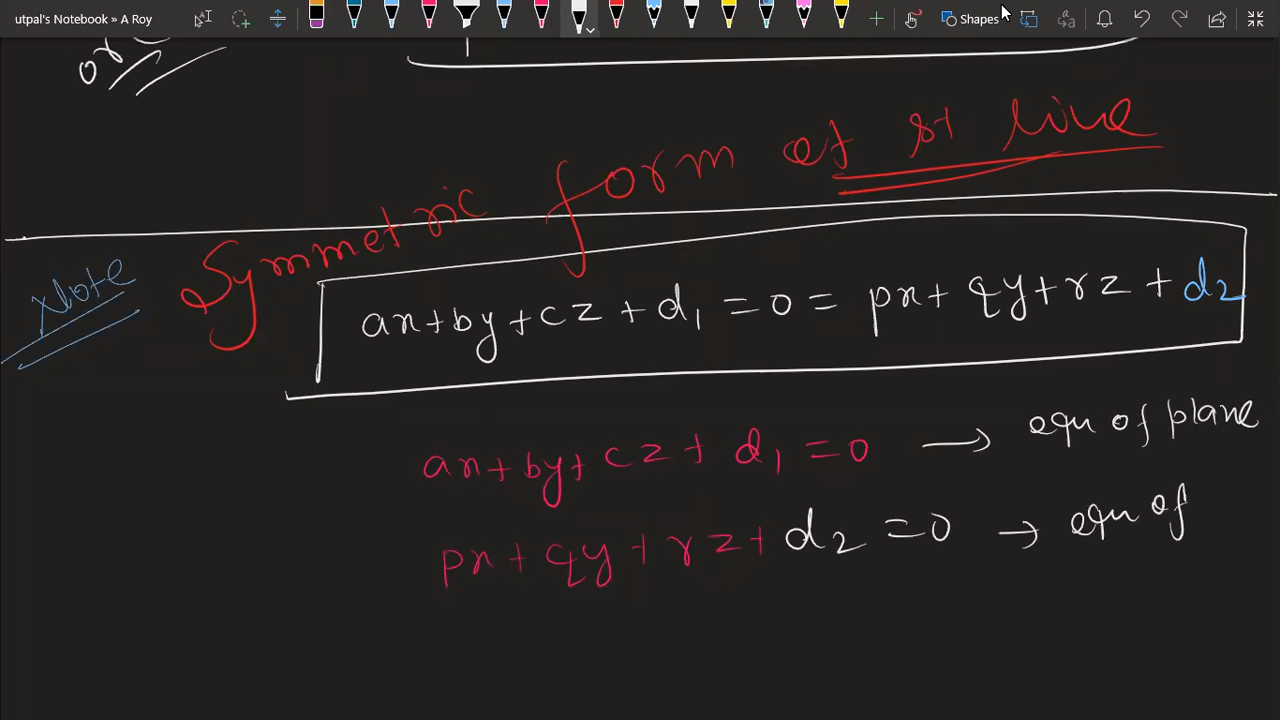 utpal's Notebook » A Roy
Shapes
or
Symmetric form of st line
Note
ax+by+cz+d₁ =0= px+qy+rz+d₂
ax+by+cz+d₁ =0 → eqn of plane
px+qy+rz+d₂ =0 → eqn of